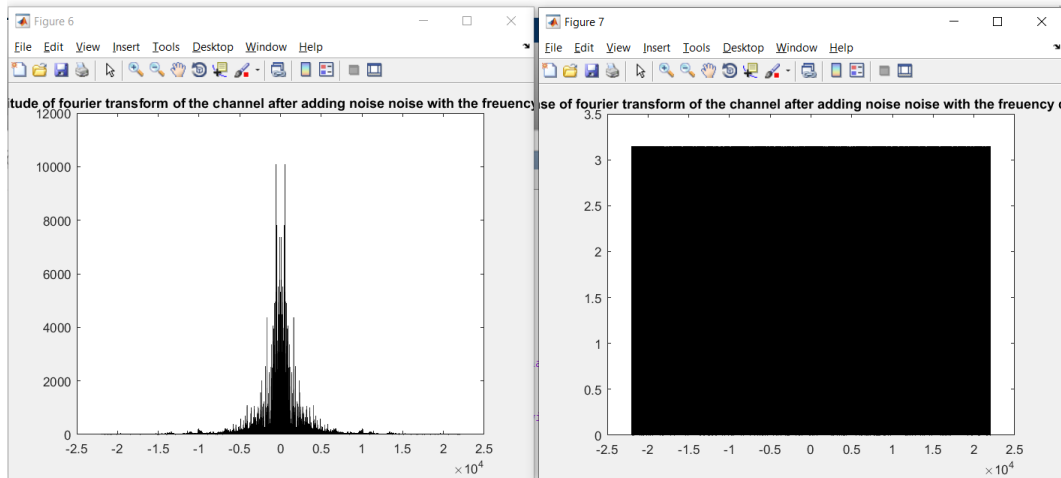 Figure 6
File Edit View Insert Tools Desktop Window Help
itude of fourier transform of the channel after adding noise noise with the freuency
12000
10000
8000
6000
4000
2000
0
-2.5 -2 -1.5 -1 -0.5 0 0.5 1 1.5 2 2.5
×10⁴
Figure 7
File Edit View Insert Tools Desktop Window Help
ase of fourier transform of the channel after adding noise noise with the freuency
3.5
3
2.5
2
1.5
1
0.5
0
-2.5 -2 -1.5 -1 -0.5 0 0.5 1 1.5 2 2.5
×10⁴